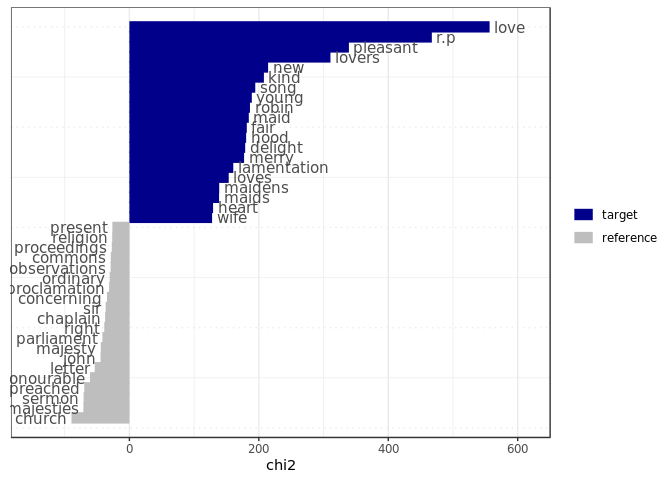 love
r.p
pleasant
lovers
new
kind
song
young
robin
maid
fair
hood
delight
merry
lamentation
loves
maidens
maids
heart
wife
present
religion
proceedings
commons
observations
ordinary
proclamation
concerning
sir
chaplain
right
parliament
majesty
john
letter
onourable
preached
sermon
majesties
church
0 200 400 600
chi2
target
reference